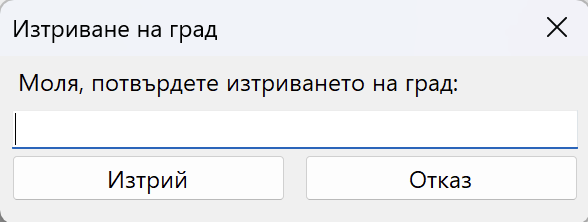 Изтриване на град
Моля, потвърдете изтриването на град:
Изтрий
Отказ